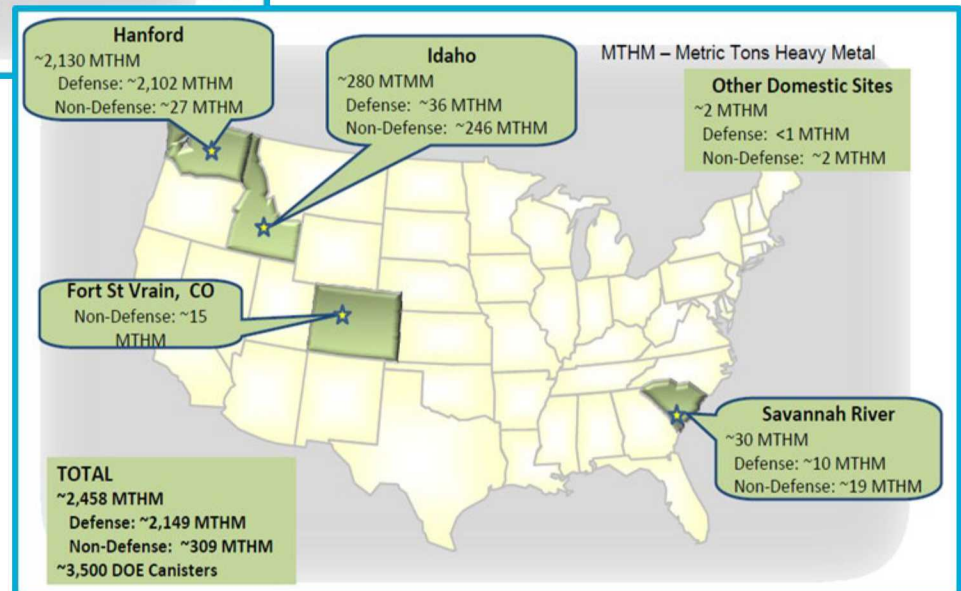 Hanford
~2,130 MTHM
Defense: ~2,102 MTHM
Non-Defense: ~27 MTHM
Idaho
~280 MTMM
Defense: ~36 MTHM
Non-Defense: ~246 MTHM
MTHM – Metric Tons Heavy Metal
Other Domestic Sites
~2 MTHM
Defense: <1 MTHM
Non-Defense: ~2 MTHM
Fort St Vrain, CO
Non-Defense: ~15
MTHM
Savannah River
~30 MTHM
Defense: ~10 MTHM
Non-Defense: ~19 MTHM
TOTAL
~2,458 MTHM
Defense: ~2,149 MTHM
Non-Defense: ~309 MTHM
~3,500 DOE Canisters